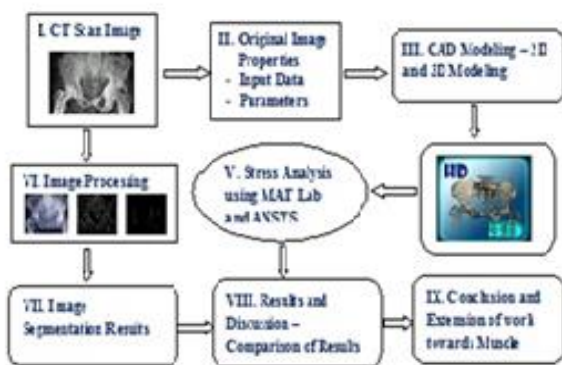 I. CT Scan Image
II. Original Image
Properties
- Input Data
- Parameters
III. CAD Modeling – 2D
and 3D Modeling
HD
VI. Image Processing
V. Stress Analysis
using MAT Lab
and ANSYS
VII. Image
Segmentation Results
VIII. Results and
Discussion –
Comparison of Results
IX. Conclusion and
Extension of work
towards Muscle